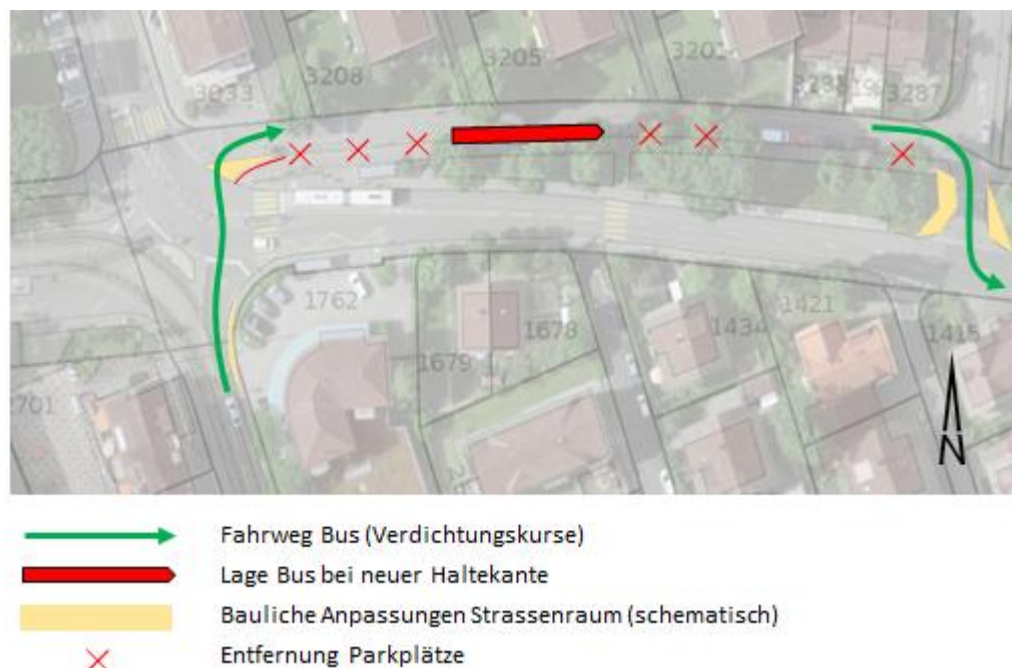 3033
3208
3205
3201
3287
1762
1679
1678
1434
1421
1415
N
Fahrweg Bus (Verdichtungskurse)
Lage Bus bei neuer Haltekante
Bauliche Anpassungen Strassenraum (schematisch)
Entfernung Parkplätze